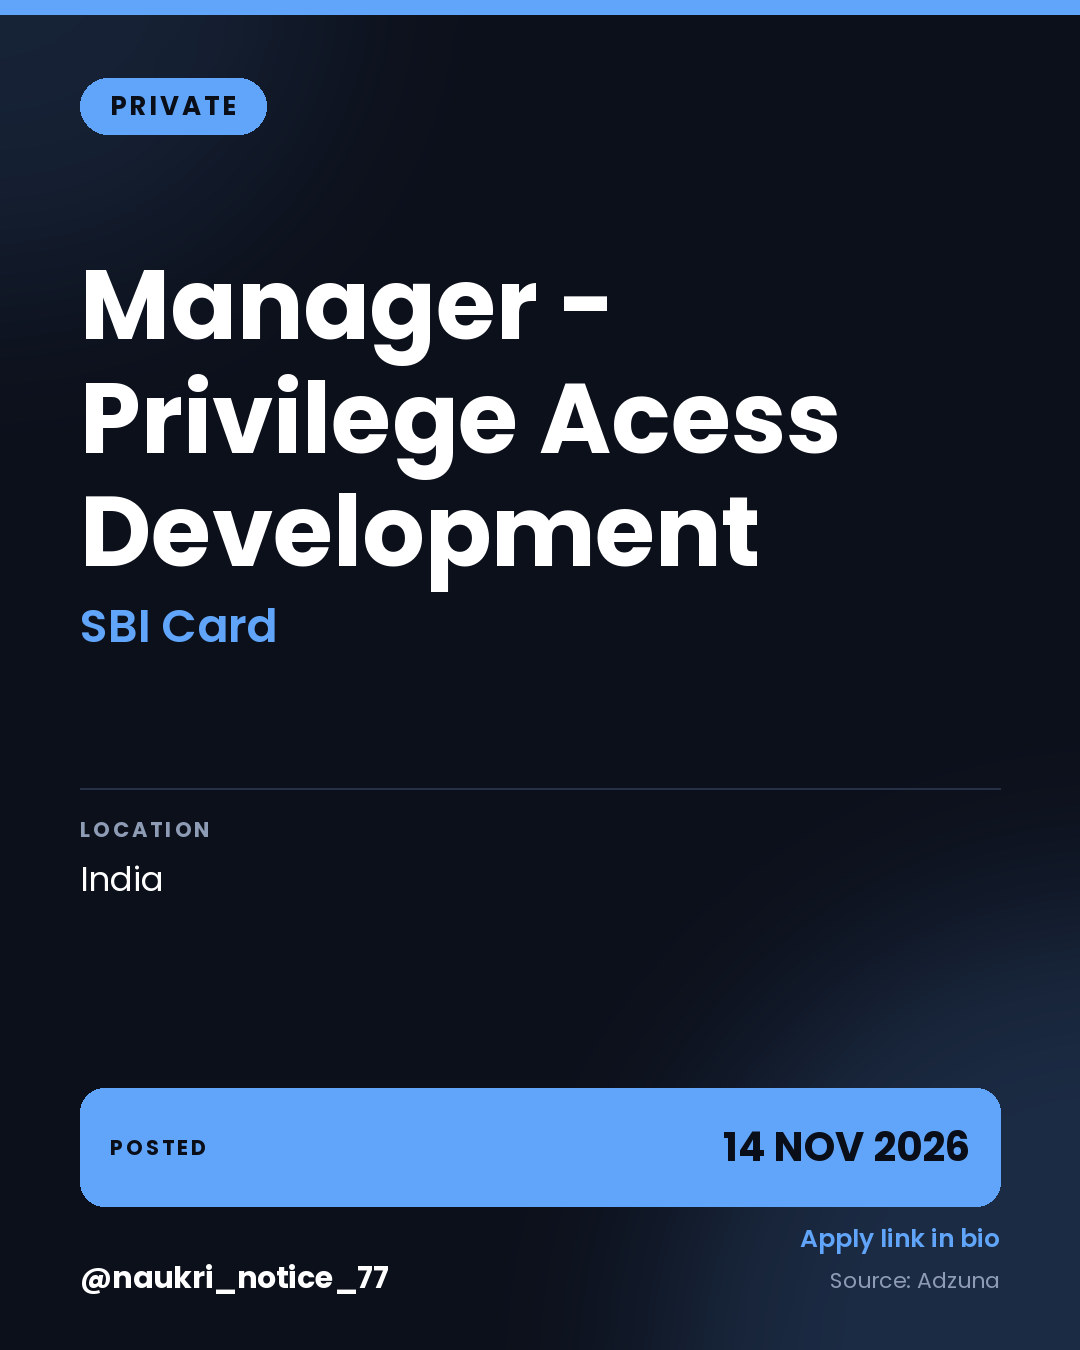 PRIVATE
Manager -
Privilege Acess
Development
SBI Card
LOCATION
India
POSTED
14 NOV 2026
Apply link in bio
@naukri_notice_77
Source: Adzuna